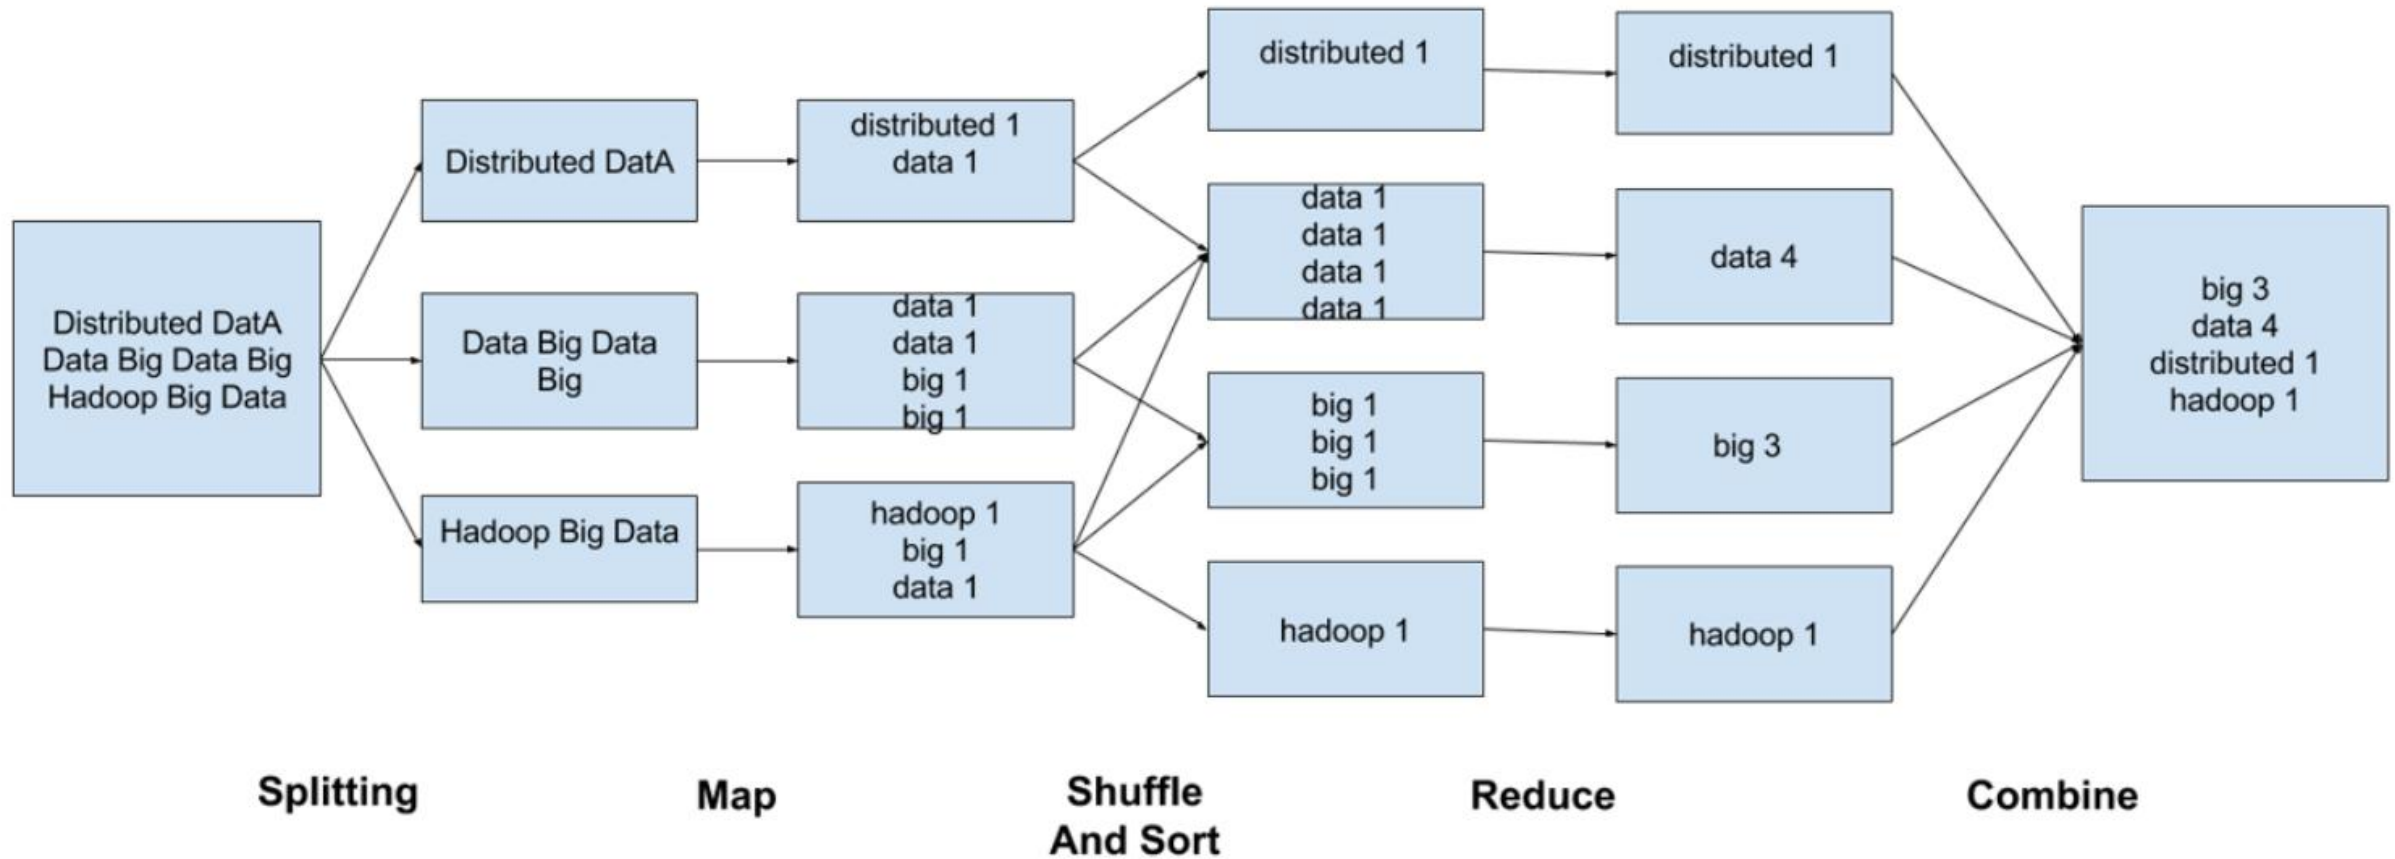 Distributed DatA
Data Big Data Big
Hadoop Big Data
Distributed DatA
Data Big Data
Big
Hadoop Big Data
distributed 1
data 1
data 1
data 1
big 1
big 1
hadoop 1
big 1
data 1
distributed 1
data 1
data 1
data 1
data 1
big 1
big 1
big 1
hadoop 1
distributed 1
data 4
big 3
hadoop 1
big 3
data 4
distributed 1
hadoop 1
Splitting
Map
Shuffle
And Sort
Reduce
Combine